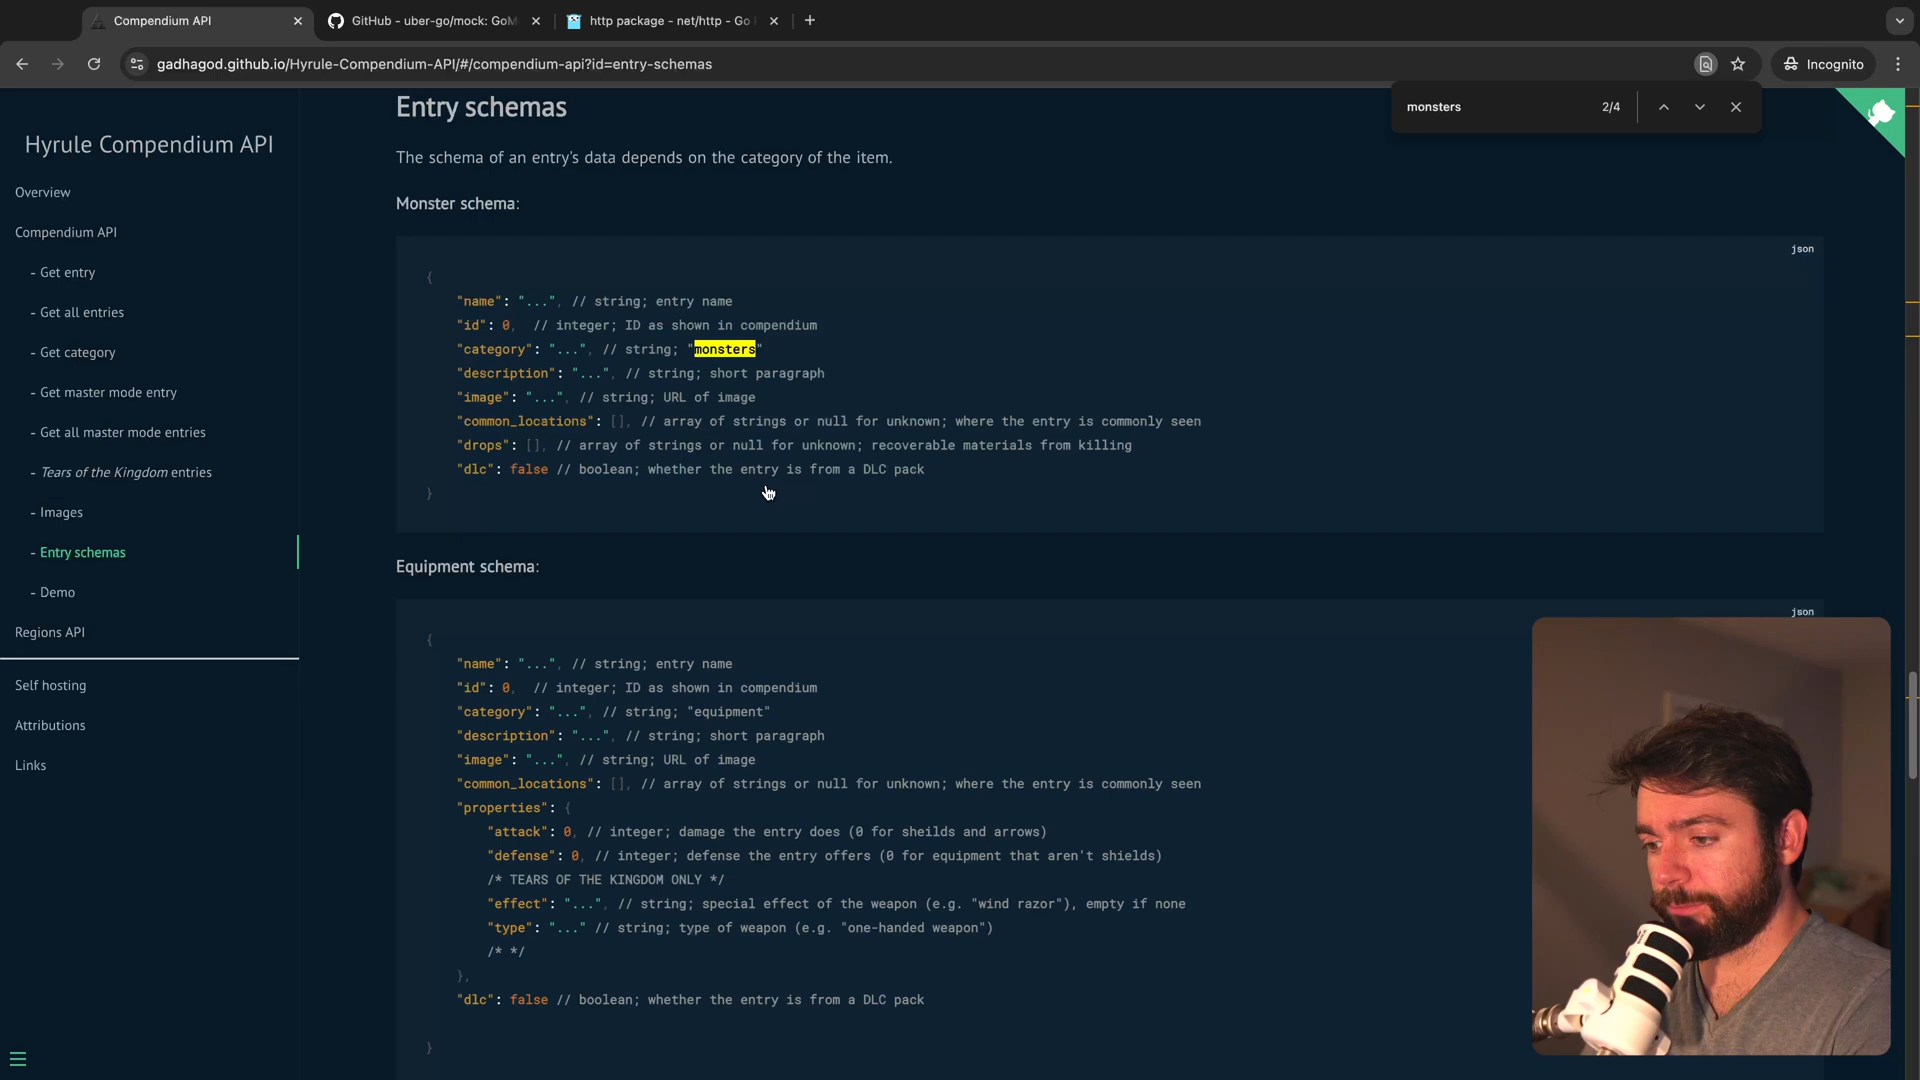 Compendium API
GitHub - uber-go/mock: GoM
http package - net/http - Go
gadhagod.github.io/Hyrule-Compendium-API/#/compendium-api?id=entry-schemas
Incognito
monsters
2/4
Hyrule Compendium API
Overview
Compendium API
- Get entry
- Get all entries
- Get category
- Get master mode entry
- Get all master mode entries
- Tears of the Kingdom entries
- Images
- Entry schemas
- Demo
Regions API
Self hosting
Attributions
Links
Entry schemas
The schema of an entry's data depends on the category of the item.
Monster schema:
json
{
"name": "...", // string; entry name
"id": 0, // integer; ID as shown in compendium
"category": "...", // string; "monsters"
"description": "...", // string; short paragraph
"image": "...", // string; URL of image
"common_locations": [], // array of strings or null for unknown; where the entry is commonly seen
"drops": [], // array of strings or null for unknown; recoverable materials from killing
"dlc": false // boolean; whether the entry is from a DLC pack
}
Equipment schema:
json
{
"name": "...", // string; entry name
"id": 0, // integer; ID as shown in compendium
"category": "...", // string; "equipment"
"description": "...", // string; short paragraph
"image": "...", // string; URL of image
"common_locations": [], // array of strings or null for unknown; where the entry is commonly seen
"properties": {
"attack": 0, // integer; damage the entry does (0 for sheilds and arrows)
"defense": 0, // integer; defense the entry offers (0 for equipment that aren't shields)
/* TEARS OF THE KINGDOM ONLY */
"effect": "...", // string; special effect of the weapon (e.g. "wind razor"), empty if none
"type": "..." // string; type of weapon (e.g. "one-handed weapon")
/* */
},
"dlc": false // boolean; whether the entry is from a DLC pack
}